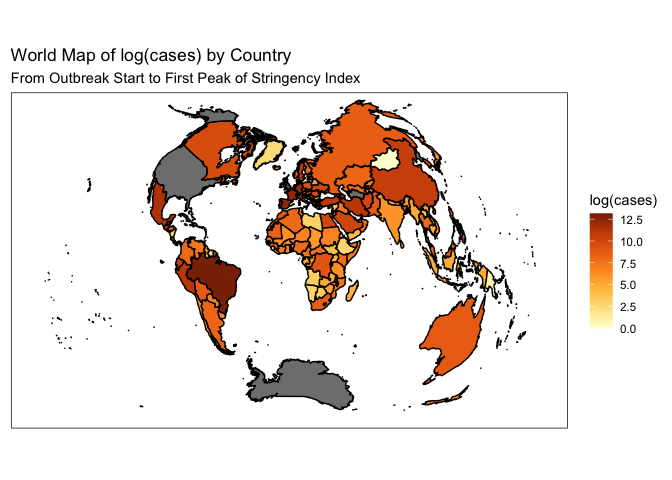 World Map of log(cases) by Country
From Outbreak Start to First Peak of Stringency Index
log(cases)
12.5
10.0
7.5
5.0
2.5
0.0